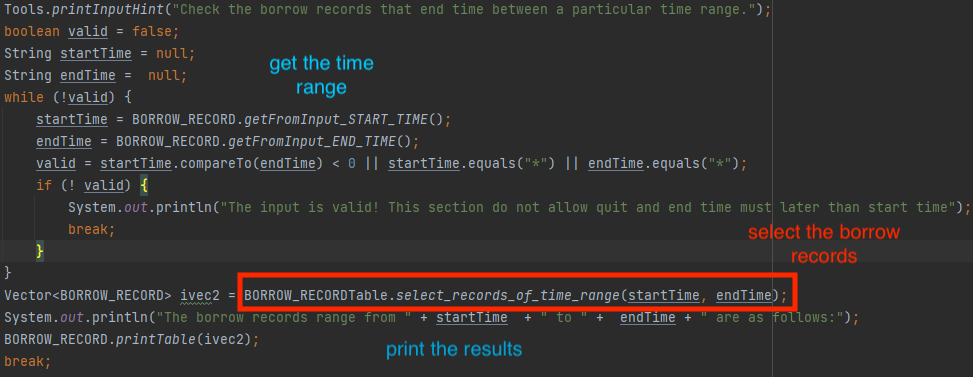 Tools.printInputHint("Check the borrow records that end time between a particular time range.");
boolean valid = false;
String startTime = null;
String endTime =  null;
get the time
range
while (!valid) {
startTime = BORROW_RECORD.getFromInput_START_TIME();
endTime = BORROW_RECORD.getFromInput_END_TIME();
valid = startTime.compareTo(endTime) < 0 || startTime.equals("*") || endTime.equals("*");
if (! valid) {
System.out.println("The input is valid! This section do not allow quit and end time must later than start time");
break;
select the borrow
records
}
}
Vector<BORROW_RECORD> ivec2 = BORROW_RECORDTable.select_records_of_time_range(startTime, endTime);
System.out.println("The borrow records range from " + startTime  + " to " +  endTime + " are as follows:");
BORROW_RECORD.printTable(ivec2);
print the results
break;